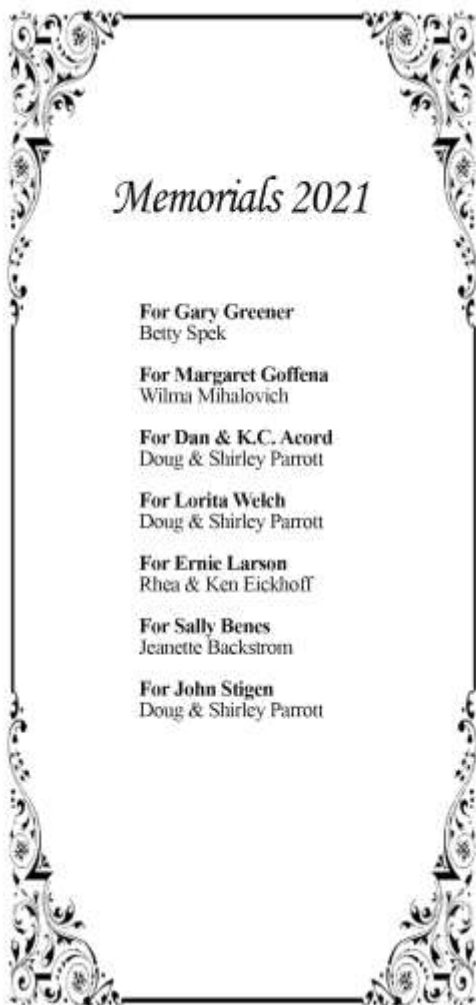 Memorials 2021
For Gary Greener
Betty Spek
For Margaret Goffena
Wilma Mihalovich
For Dan & K.C. Acord
Doug & Shirley Parrott
For Lorita Welch
Doug & Shirley Parrott
For Ernie Larson
Rhea & Ken Eickhoff
For Sally Benes
Jeanette Backstrom
For John Stigen
Doug & Shirley Parrott